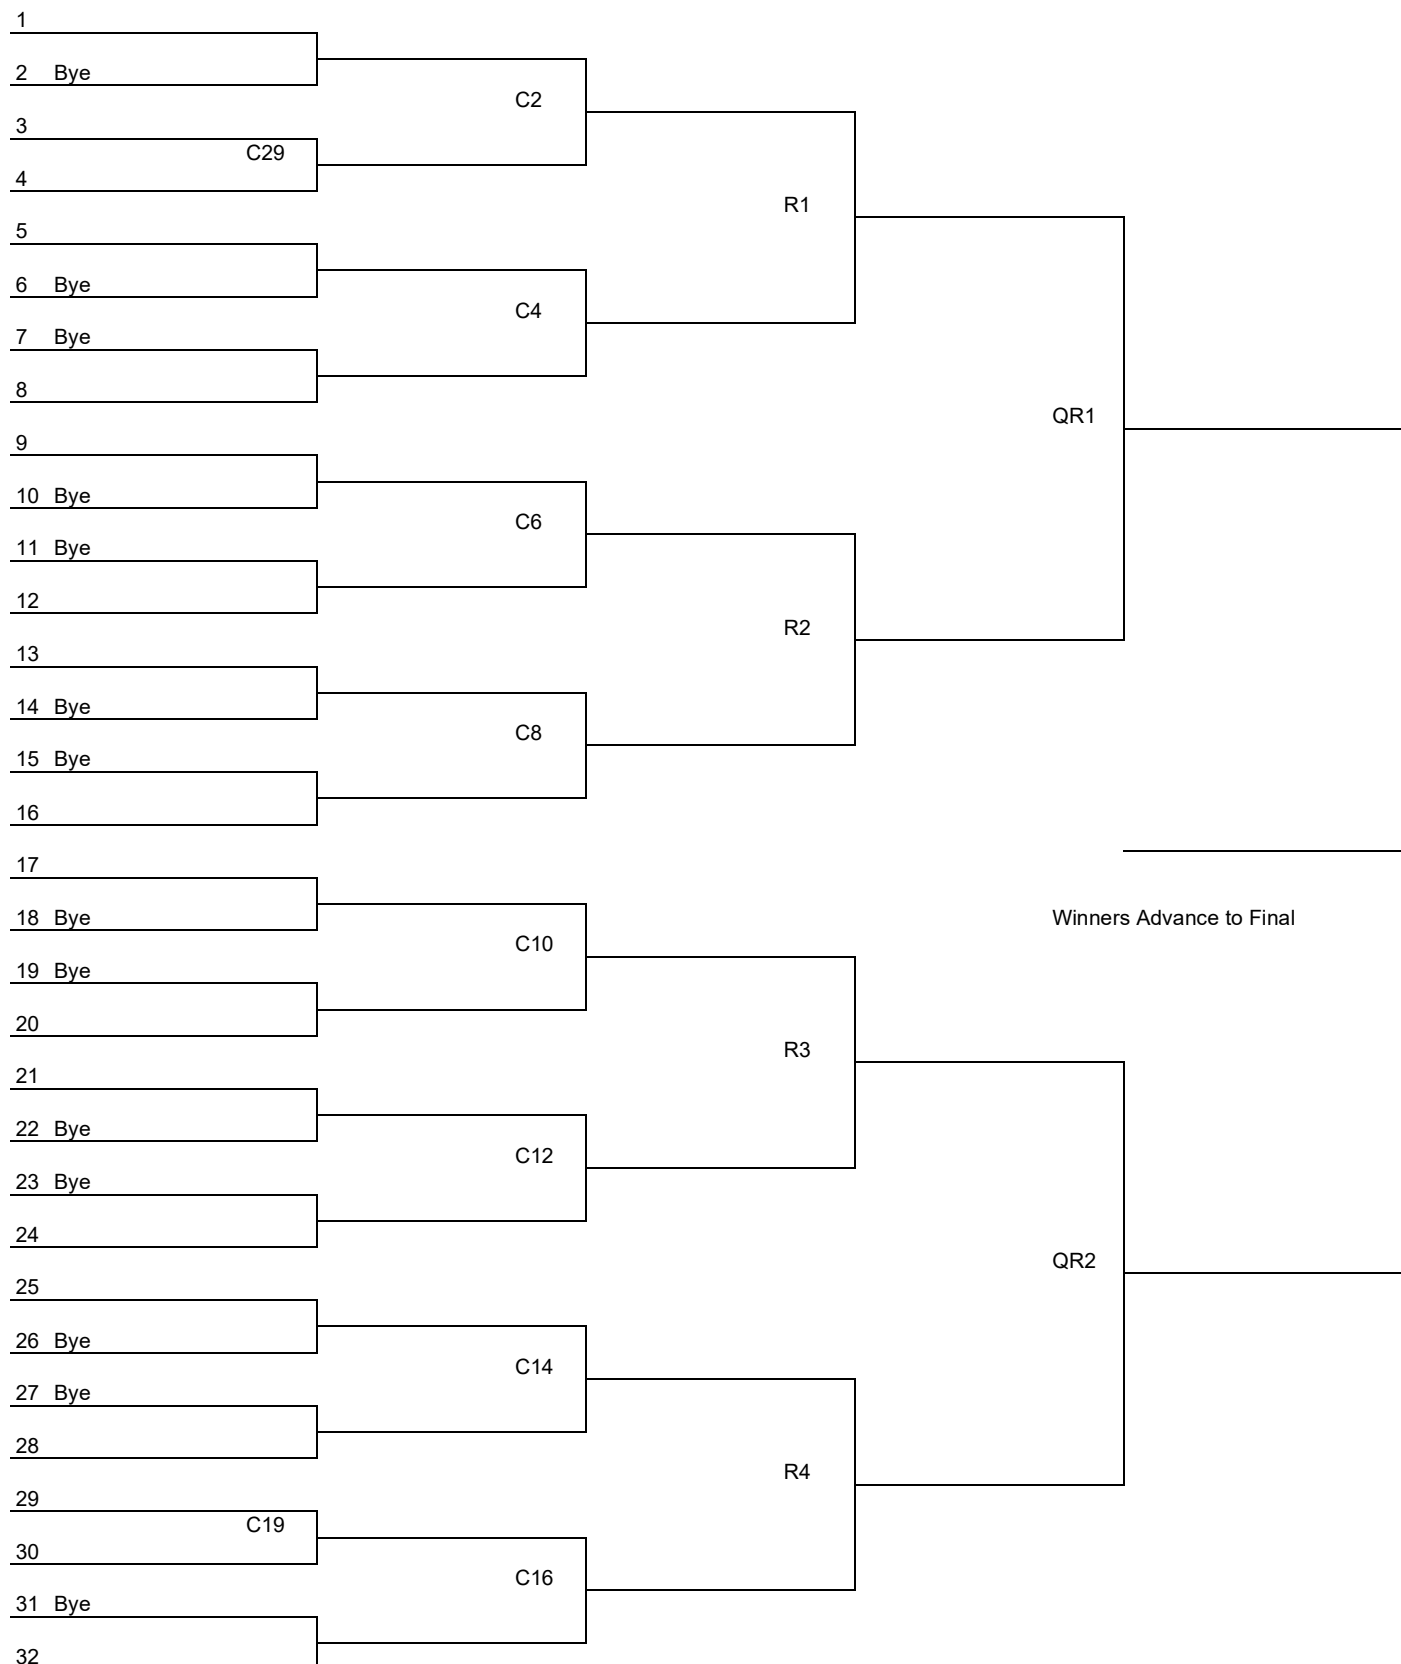 1
2 Bye
C2
3
C29
4
R1
5
6 Bye
C4
7 Bye
8
QR1
9
10 Bye
C6
11 Bye
12
R2
13
14 Bye
C8
15 Bye
16
17
18 Bye
Winners Advance to Final
C10
19 Bye
20
R3
21
22 Bye
C12
23 Bye
24
QR2
25
26 Bye
C14
27 Bye
28
R4
29
C19
30
C16
31 Bye
32